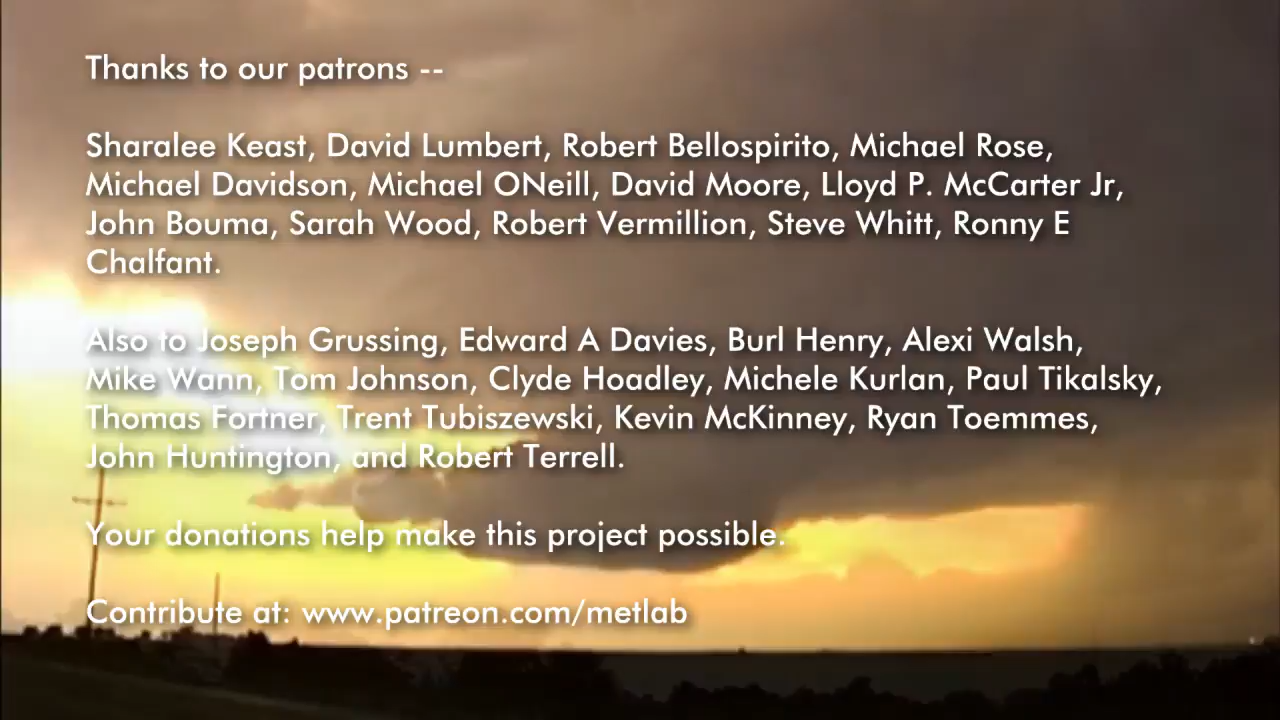 Thanks to our patrons --
Sharalee Keast, David Lumbert, Robert Bellospirito, Michael Rose,
Michael Davidson, Michael ONeill, David Moore, Lloyd P. McCarter Jr,
John Bouma, Sarah Wood, Robert Vermillion, Steve Whitt, Ronny E
Chalfant.
Also to Joseph Grussing, Edward A Davies, Burl Henry, Alexi Walsh,
Mike Wann, Tom Johnson, Clyde Hoadley, Michele Kurlan, Paul Tikalsky,
Thomas Fortner, Trent Tubiszewski, Kevin McKinney, Ryan Toemmes,
John Huntington, and Robert Terrell.
Your donations help make this project possible.
Contribute at: www.patreon.com/metlab